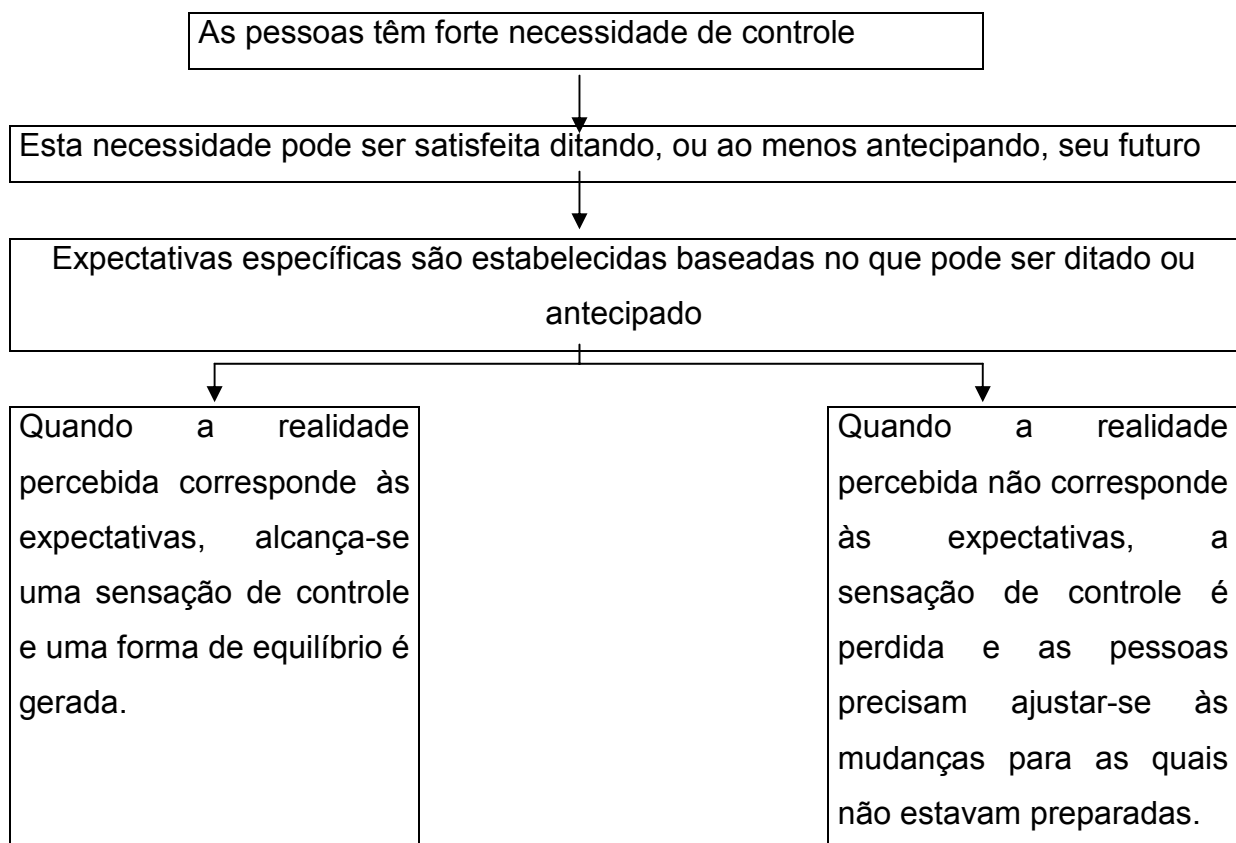 As pessoas têm forte necessidade de controle
Esta necessidade pode ser satisfeita ditando, ou ao menos antecipando, seu futuro
Expectativas específicas são estabelecidas baseadas no que pode ser ditado ou
antecipado
Quando a realidade
percebida corresponde às
expectativas, alcança-se
uma sensação de controle
e uma forma de equilíbrio é
gerada.
Quando a realidade
percebida não corresponde
às expectativas, a
sensação de controle é
perdida e as pessoas
precisam ajustar-se às
mudanças para as quais
não estavam preparadas.